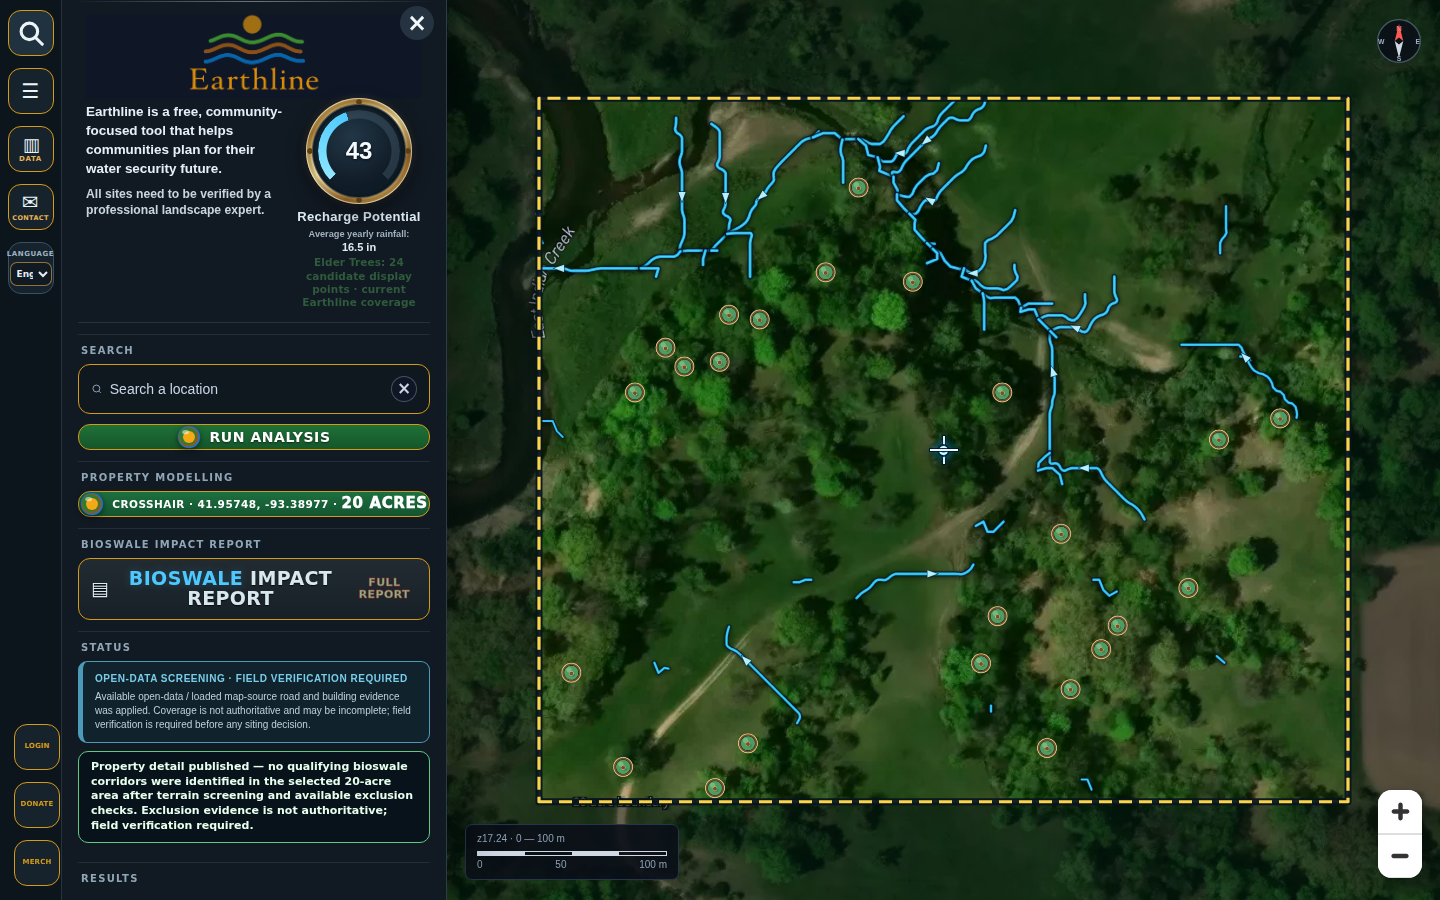 DATA
CONTACT
LANGUAGE
Eng
LOGIN
DONATE
MERCH
Earthline
Earthline is a free, community-
focused tool that helps
communities plan for their
water security future.
All sites need to be verified by a
professional landscape expert.
43
Recharge Potential
Average yearly rainfall:
16.5 in
Elder Trees: 24
candidate display
points · current
Earthline coverage
SEARCH
Search a location
RUN ANALYSIS
PROPERTY MODELLING
CROSSHAIR · 41.95748, -93.38977 · 20 ACRES
BIOSWALE IMPACT REPORT
BIOSWALE IMPACT
REPORT
FULL
REPORT
STATUS
OPEN-DATA SCREENING · FIELD VERIFICATION REQUIRED
Available open-data / loaded map-source road and building evidence
was applied. Coverage is not authoritative and may be incomplete; field
verification is required before any siting decision.
Property detail published — no qualifying bioswale
corridors were identified in the selected 20-acre
area after terrain screening and available exclusion
checks. Exclusion evidence is not authoritative;
field verification required.
RESULTS
Creek
W
E
S
z17.24 · 0 — 100 m
0 50 100 m